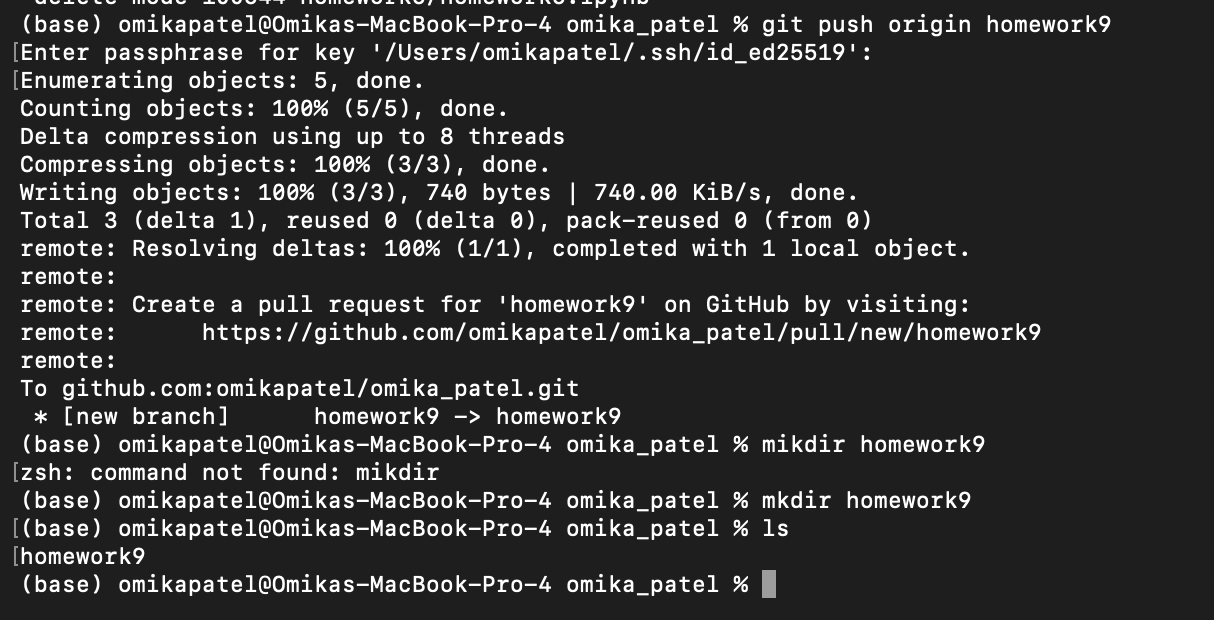 delete mode 100644 homework8/homework8.ipynb
(base) omikapatel@Omikas-MacBook-Pro-4 omika_patel % git push origin homework9
[Enter passphrase for key '/Users/omikapatel/.ssh/id_ed25519':
[Enumerating objects: 5, done.
Counting objects: 100% (5/5), done.
Delta compression using up to 8 threads
Compressing objects: 100% (3/3), done.
Writing objects: 100% (3/3), 740 bytes | 740.00 KiB/s, done.
Total 3 (delta 1), reused 0 (delta 0), pack-reused 0 (from 0)
remote: Resolving deltas: 100% (1/1), completed with 1 local object.
remote:
remote: Create a pull request for 'homework9' on GitHub by visiting:
remote:      https://github.com/omikapatel/omika_patel/pull/new/homework9
remote:
To github.com:omikapatel/omika_patel.git
 * [new branch]      homework9 -> homework9
(base) omikapatel@Omikas-MacBook-Pro-4 omika_patel % mikdir homework9
[zsh: command not found: mikdir
(base) omikapatel@Omikas-MacBook-Pro-4 omika_patel % mkdir homework9
[(base) omikapatel@Omikas-MacBook-Pro-4 omika_patel % ls
[homework9
(base) omikapatel@Omikas-MacBook-Pro-4 omika_patel %